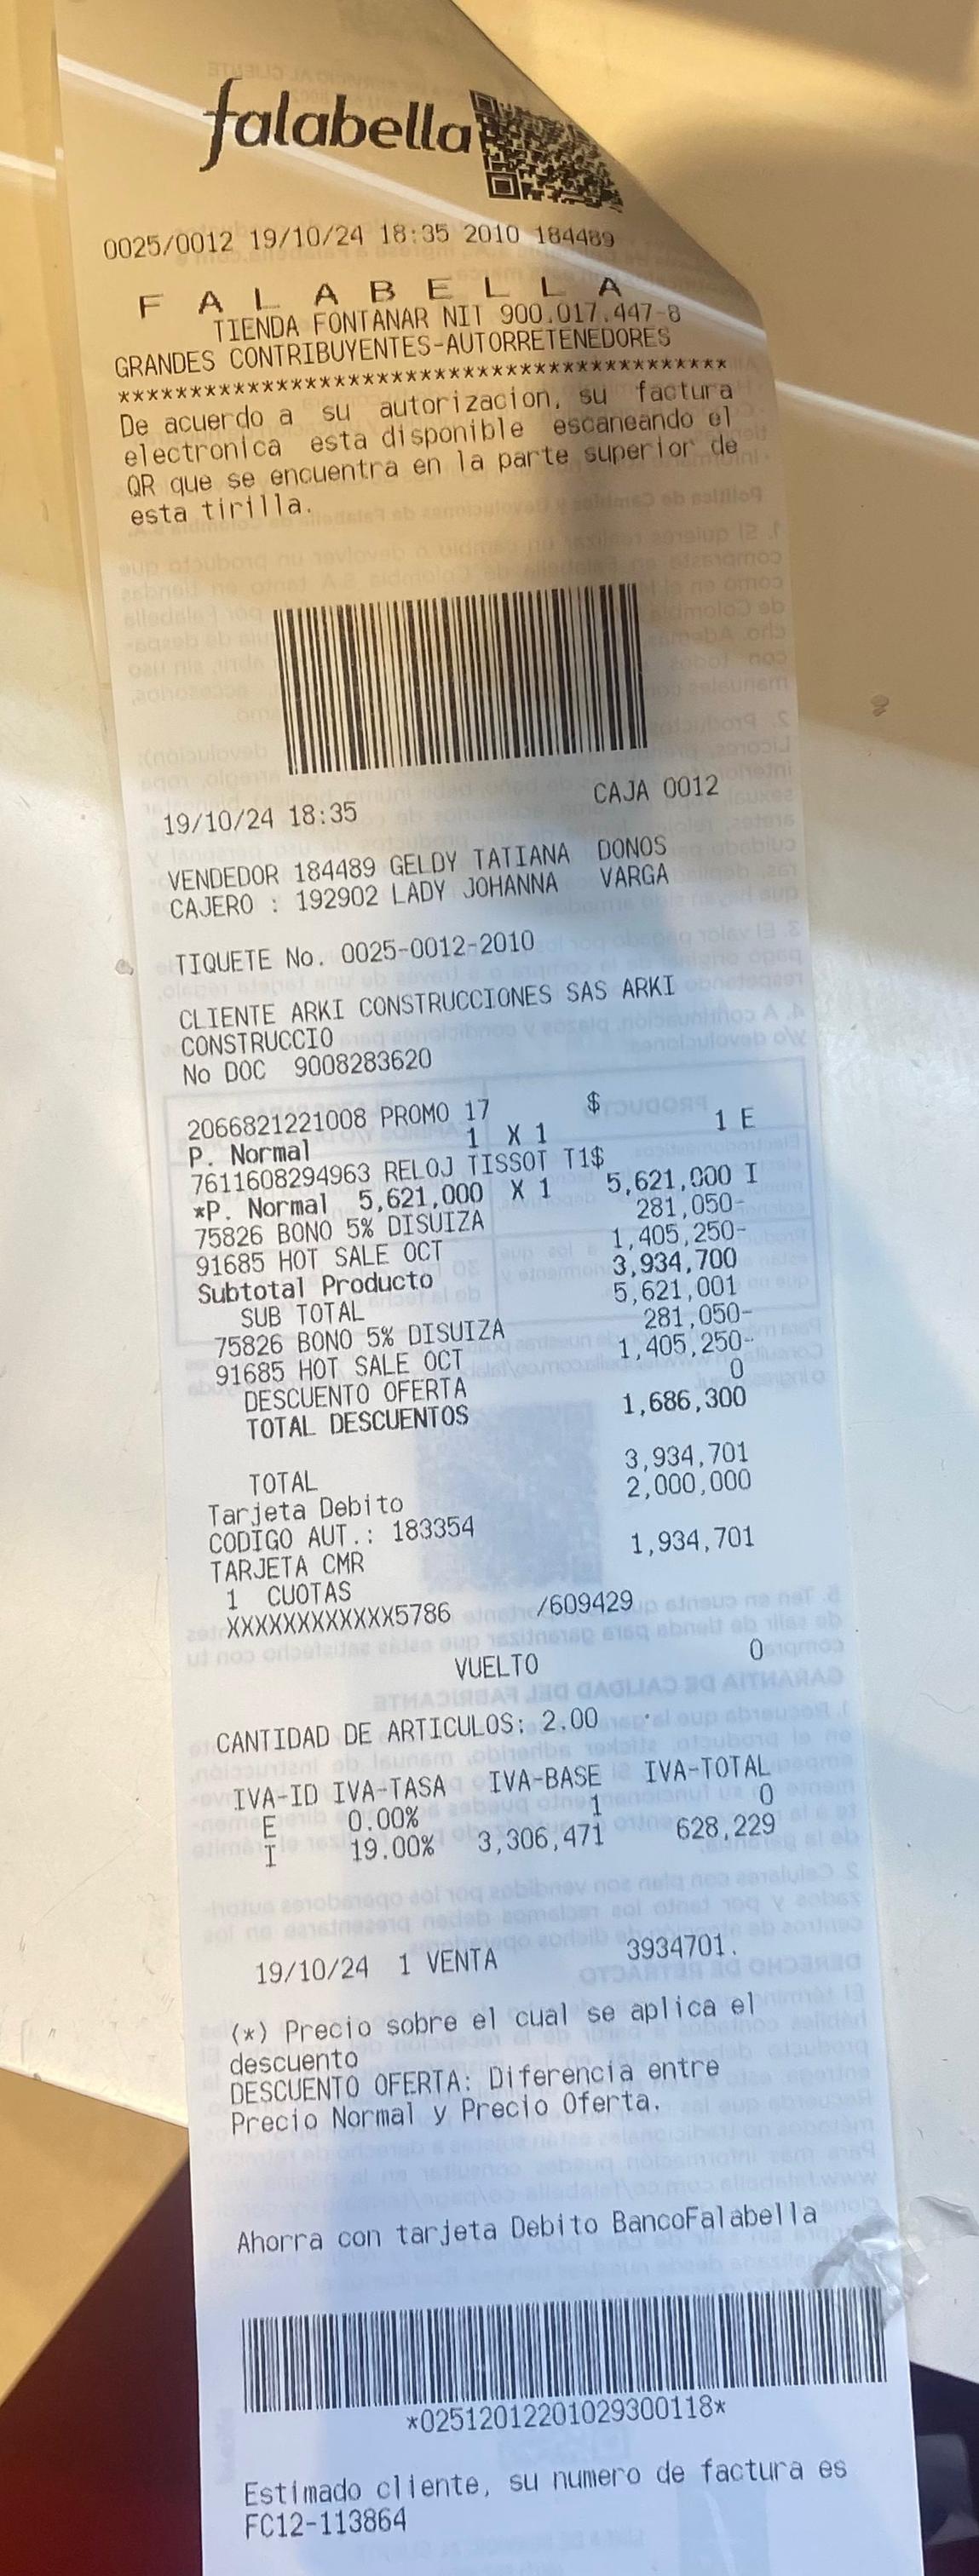 falabella
0025/0012 19/10/24 18:35 2010 184489
F A L A B E L L A
TIENDA FONTANAR NIT 900.017.447-8
GRANDES CONTRIBUYENTES-AUTORRETENEDORES
******************************************
De acuerdo a su autorizacion, su factura
electronica esta disponible escaneando el
QR que se encuentra en la parte superior de
esta tirilla.
19/10/24 18:35 CAJA 0012
VENDEDOR 184489 GELDY TATIANA DONOS
CAJERO : 192902 LADY JOHANNA VARGA
TIQUETE No. 0025-0012-2010
CLIENTE ARKI CONSTRUCCIONES SAS ARKI
CONSTRUCCIO
No DOC 9008283620
2066821221008 PROMO 17 $
P. Normal 1 X 1 1 E
7611608294963 RELOJ TISSOT T1$
*P. Normal 5,621,000 X 1 5,621,000 I
75826 BONO 5% DISUIZA 281,050-
91685 HOT SALE OCT 1,405,250-
Subtotal Producto 3,934,700
SUB TOTAL 5,621,001
75826 BONO 5% DISUIZA 281,050-
91685 HOT SALE OCT 1,405,250-
DESCUENTO OFERTA 0
TOTAL DESCUENTOS 1,686,300
TOTAL 3,934,701
Tarjeta Debito 2,000,000
CODIGO AUT.: 183354
TARJETA CMR 1,934,701
1 CUOTAS
XXXXXXXXXXXX5786 /609429
VUELTO 0
CANTIDAD DE ARTICULOS: 2.00
IVA-ID IVA-TASA IVA-BASE IVA-TOTAL
E 0.00% 1 0
I 19.00% 3,306,471 628,229
19/10/24 1 VENTA 3934701.
(*) Precio sobre el cual se aplica el
descuento
DESCUENTO OFERTA: Diferencia entre
Precio Normal y Precio Oferta.
Ahorra con tarjeta Debito BancoFalabella
*02512012201029300118*
Estimado cliente, su numero de factura es
FC12-113864